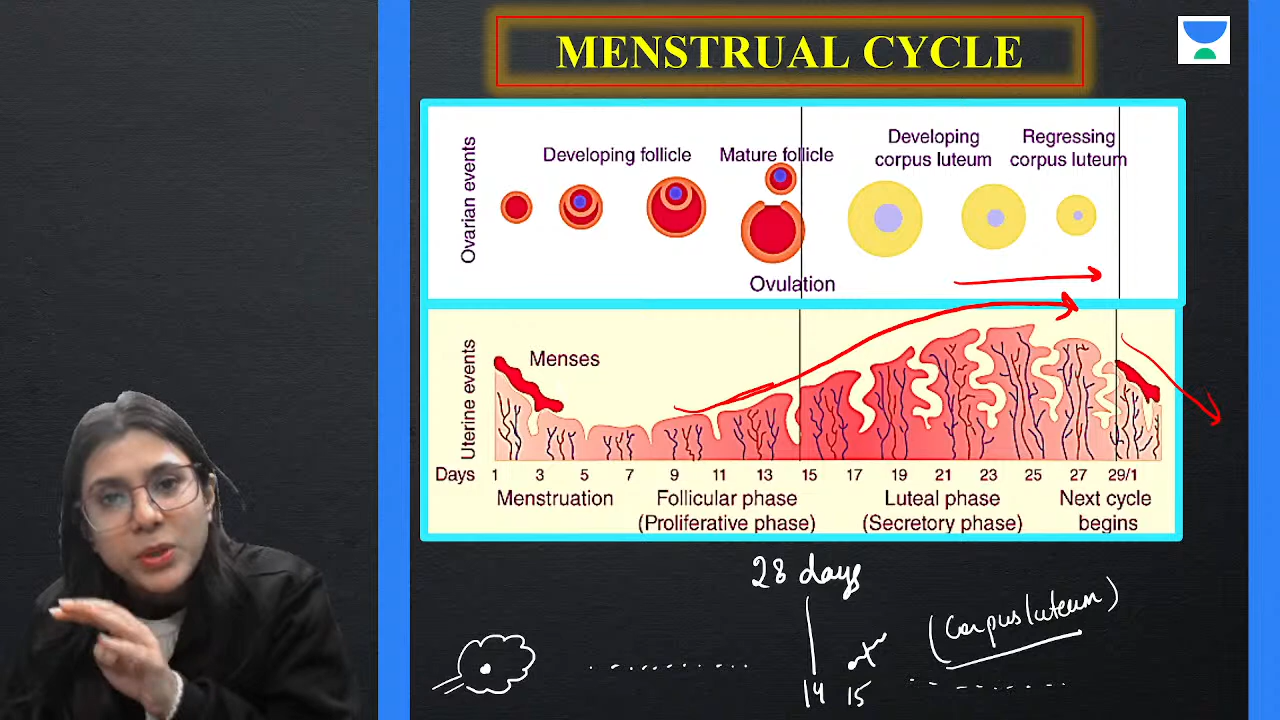 MENSTRUAL CYCLE
Ovarian events
Developing follicle
Mature follicle
Ovulation
Developing
corpus luteum
Regressing
corpus luteum
Uterine events
Menses
Days 1 3 5 7 9 11 13 15 17 19 21 23 25 27 29/1
Menstruation
Follicular phase
(Proliferative phase)
Luteal phase
(Secretory phase)
Next cycle
begins
28 days
14 15
(Corpus luteum)